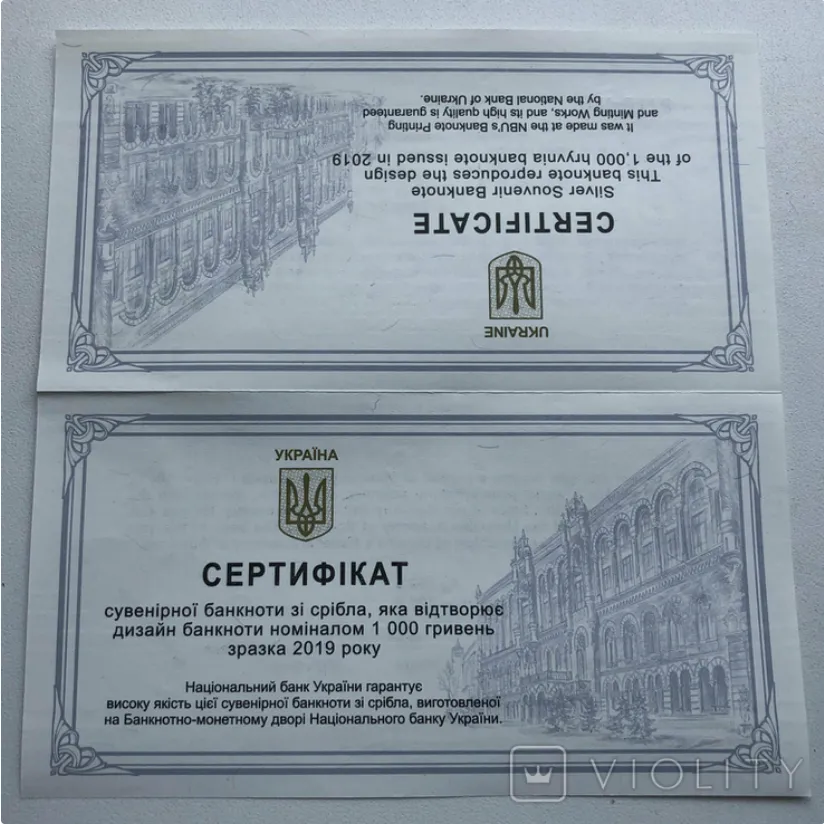 UKRAINE
CERTIFICATE
Silver Souvenir Banknote
This banknote reproduces the design
of the 1,000 hryvnia banknote issued in 2019
It was made at the NBU's Banknote Printing
and Minting Works, and its high quality is guaranteed
by the National Bank of Ukraine.
УКРАЇНА
СЕРТИФІКАТ
сувенірної банкноти зі срібла, яка відтворює
дизайн банкноти номіналом 1 000 гривень
зразка 2019 року
Національний банк України гарантує
високу якість цієї сувенірної банкноти зі срібла, виготовленої
на Банкнотно-монетному дворі Національного банку України.
VIOLITY